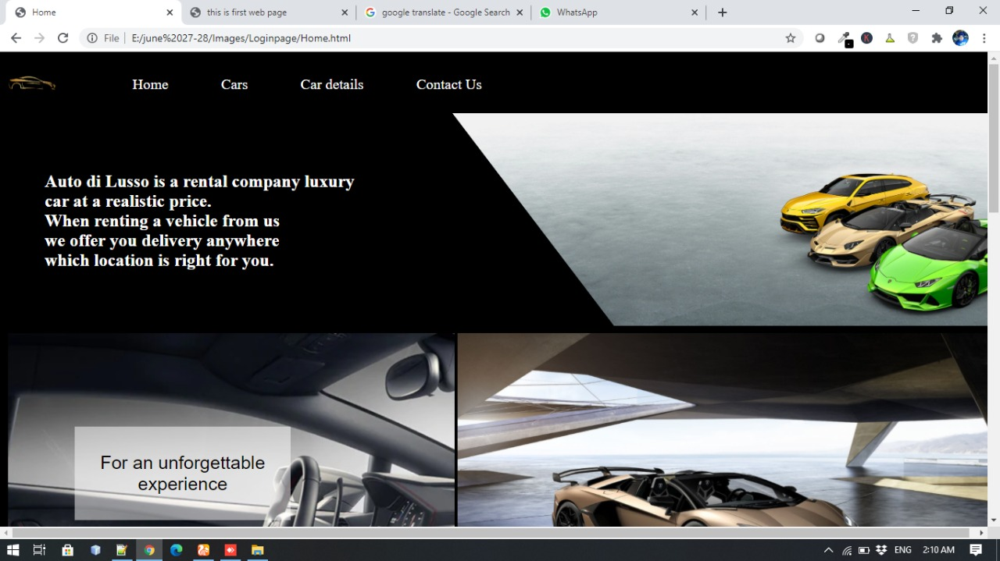 Home
this is first web page
google translate - Google Search
WhatsApp
File
E:/june%2027-28/Images/Loginpage/Home.html
Home
Cars
Car details
Contact Us
Auto di Lusso is a rental company luxury
car at a realistic price.
When renting a vehicle from us
we offer you delivery anywhere
which location is right for you.
For an unforgettable
experience
ENG
2:10 AM